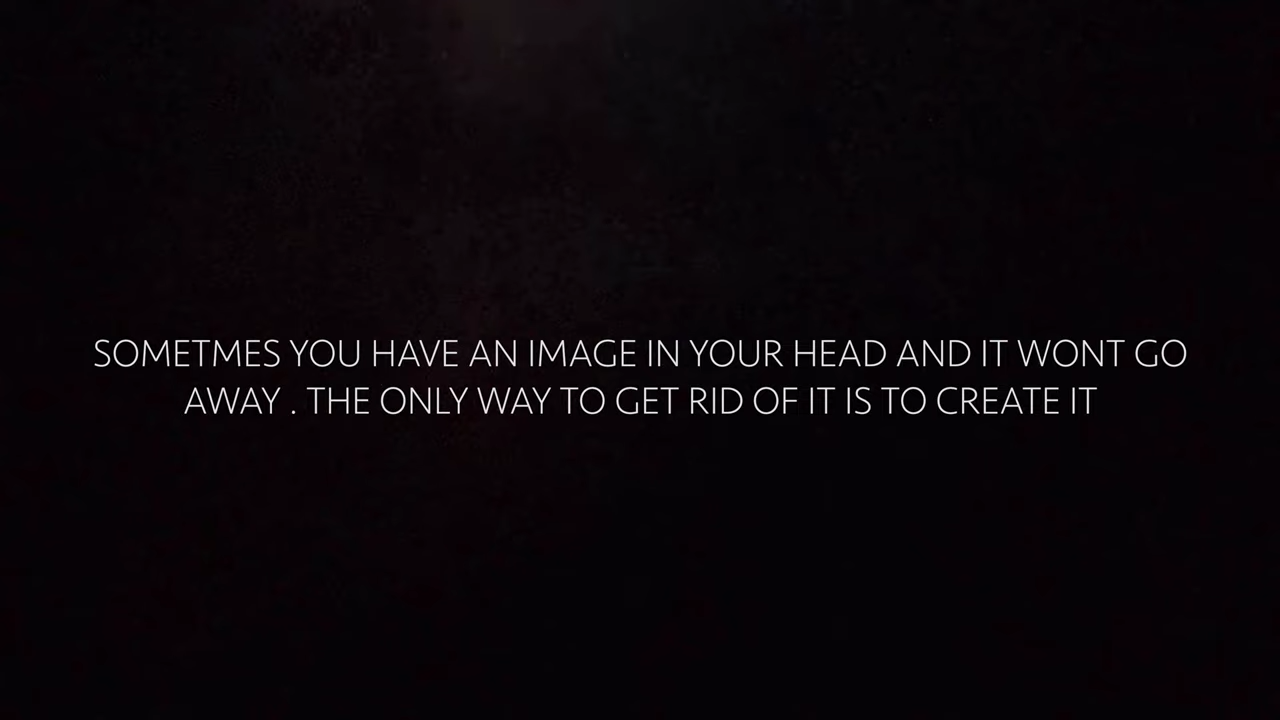 SOMETMES YOU HAVE AN IMAGE IN YOUR HEAD AND IT WONT GO
AWAY . THE ONLY WAY TO GET RID OF IT IS TO CREATE IT